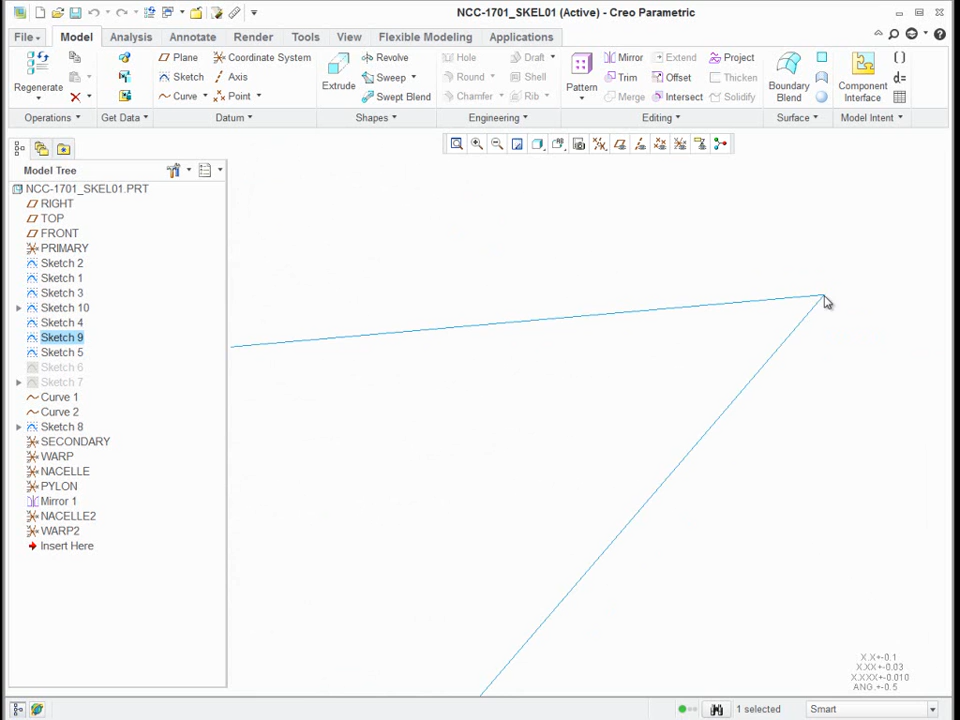 NCC-1701_SKEL01 (Active) - Creo Parametric
File Model Analysis Annotate Render Tools View Flexible Modeling Applications
Regenerate
Plane
Sketch
Curve
Coordinate System
Axis
Point
Extrude
Revolve
Sweep
Swept Blend
Hole
Round
Chamfer
Draft
Shell
Rib
Pattern
Mirror
Trim
Merge
Extend
Offset
Intersect
Project
Thicken
Solidify
Boundary
Blend
Component
Interface
Operations Get Data Datum Shapes Engineering Editing Surface Model Intent
Model Tree
NCC-1701_SKEL01.PRT
RIGHT
TOP
FRONT
PRIMARY
Sketch 2
Sketch 1
Sketch 3
Sketch 10
Sketch 4
Sketch 9
Sketch 5
Sketch 6
Sketch 7
Curve 1
Curve 2
Sketch 8
SECONDARY
WARP
NACELLE
PYLON
Mirror 1
NACELLE2
WARP2
Insert Here
X.X+-0.1
X.XX+-0.03
X.XXX+-0.010
ANG.+-0.5
1 selected
Smart